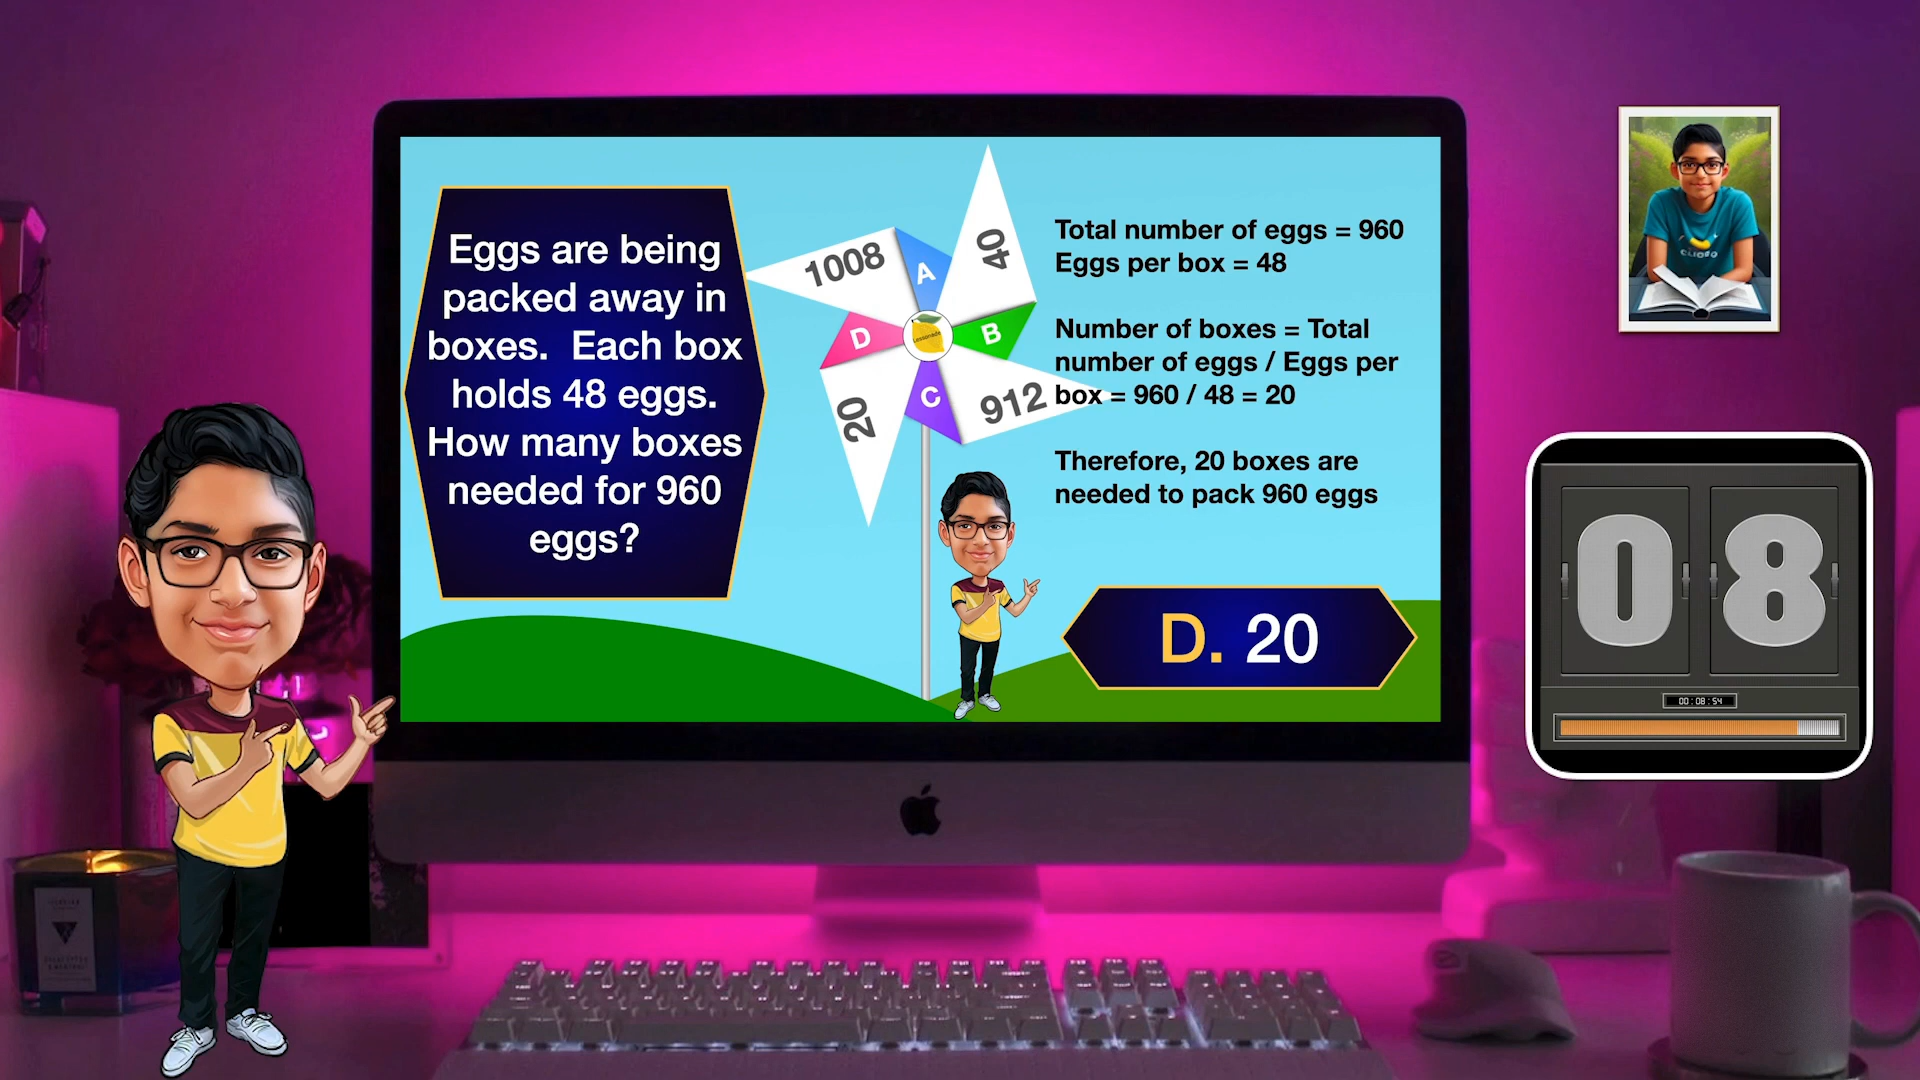 Eggs are being
packed away in
boxes.  Each box
holds 48 eggs.
How many boxes
needed for 960
eggs?
1008
A
40
D
B
20
C
912
Lessonade
Total number of eggs = 960
Eggs per box = 48
Number of boxes = Total
number of eggs / Eggs per
box = 960 / 48 = 20
Therefore, 20 boxes are
needed to pack 960 eggs
D. 20
08
00:08:54